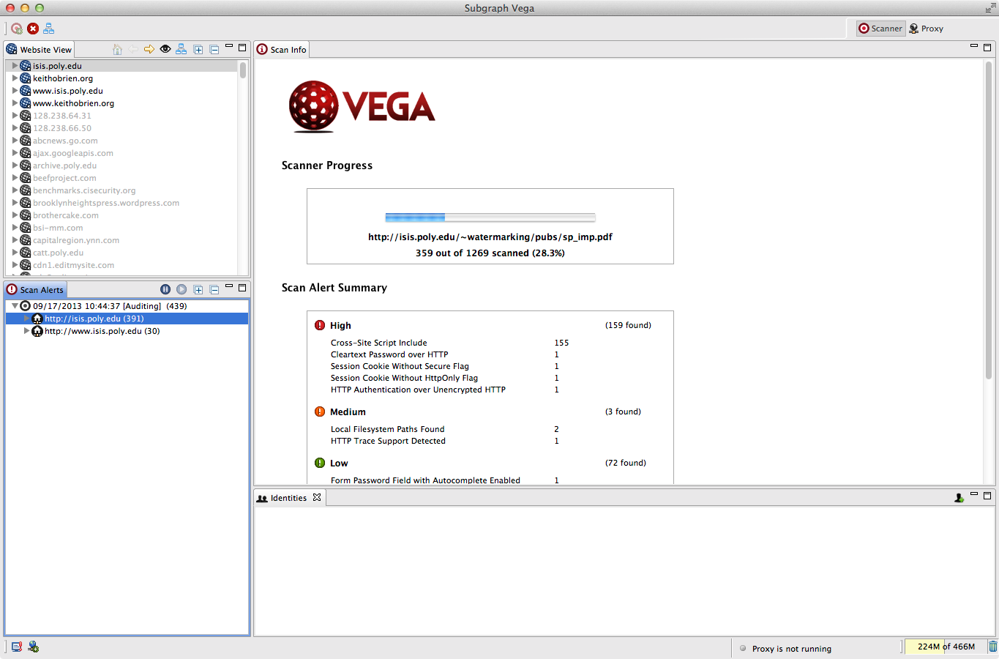 Subgraph Vega
Scanner
Proxy
Website View
isis.poly.edu
keithobrien.org
www.isis.poly.edu
www.keithobrien.org
128.238.64.31
128.238.66.50
abcnews.go.com
ajax.googleapis.com
archive.poly.edu
beefproject.com
benchmarks.cisecurity.org
brooklynheightspress.wordpress.com
brothercake.com
bsi-mm.com
capitalregion.ynn.com
catt.poly.edu
cdn1.editmysite.com
Scan Alerts
09/17/2013 10:44:37 [Auditing] (439)
http://isis.poly.edu (391)
http://www.isis.poly.edu (30)
Scan Info
VEGA
Scanner Progress
http://isis.poly.edu/~watermarking/pubs/sp_imp.pdf
359 out of 1269 scanned (28.3%)
Scan Alert Summary
High (159 found)
Cross-Site Script Include 155
Cleartext Password over HTTP 1
Session Cookie Without Secure Flag 1
Session Cookie Without HttpOnly Flag 1
HTTP Authentication over Unencrypted HTTP 1
Medium (3 found)
Local Filesystem Paths Found 2
HTTP Trace Support Detected 1
Low (72 found)
Form Password Field with Autocomplete Enabled 1
Identities
Proxy is not running
224M of 466M